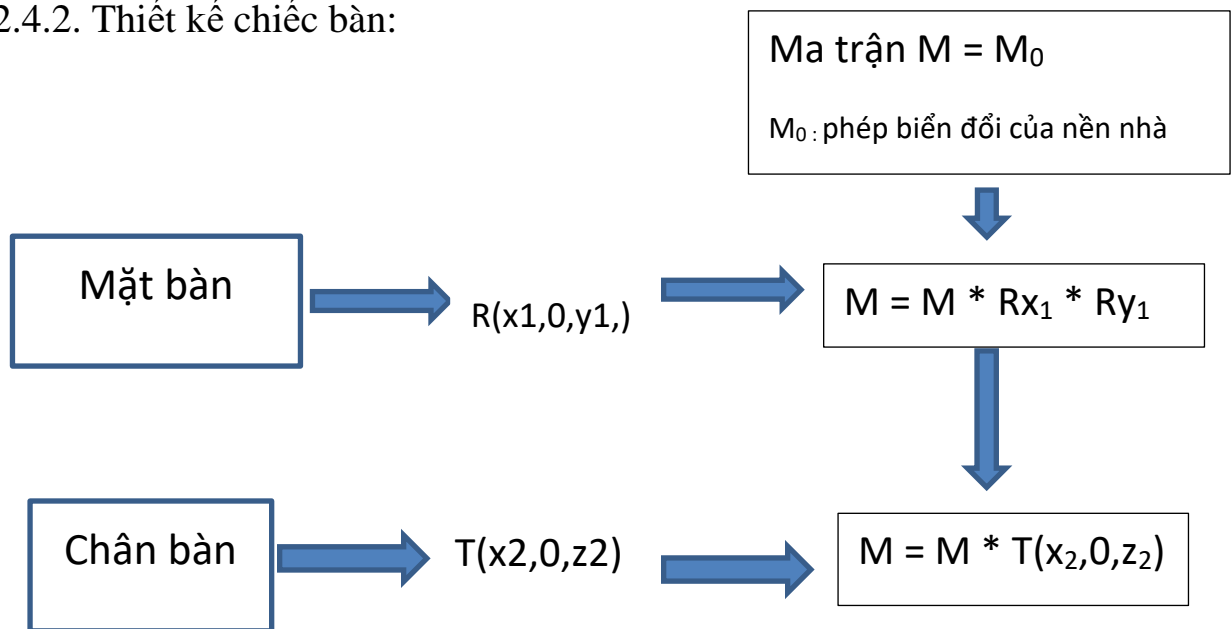 2.4.2. Thiết kế chiếc bàn:
Ma trận M = M₀
M₀ : phép biển đổi của nền nhà
Mặt bàn
R(x1,0,y1,)
M = M * Rx₁ * Ry₁
Chân bàn
T(x2,0,z2)
M = M * T(x₂,0,z₂)